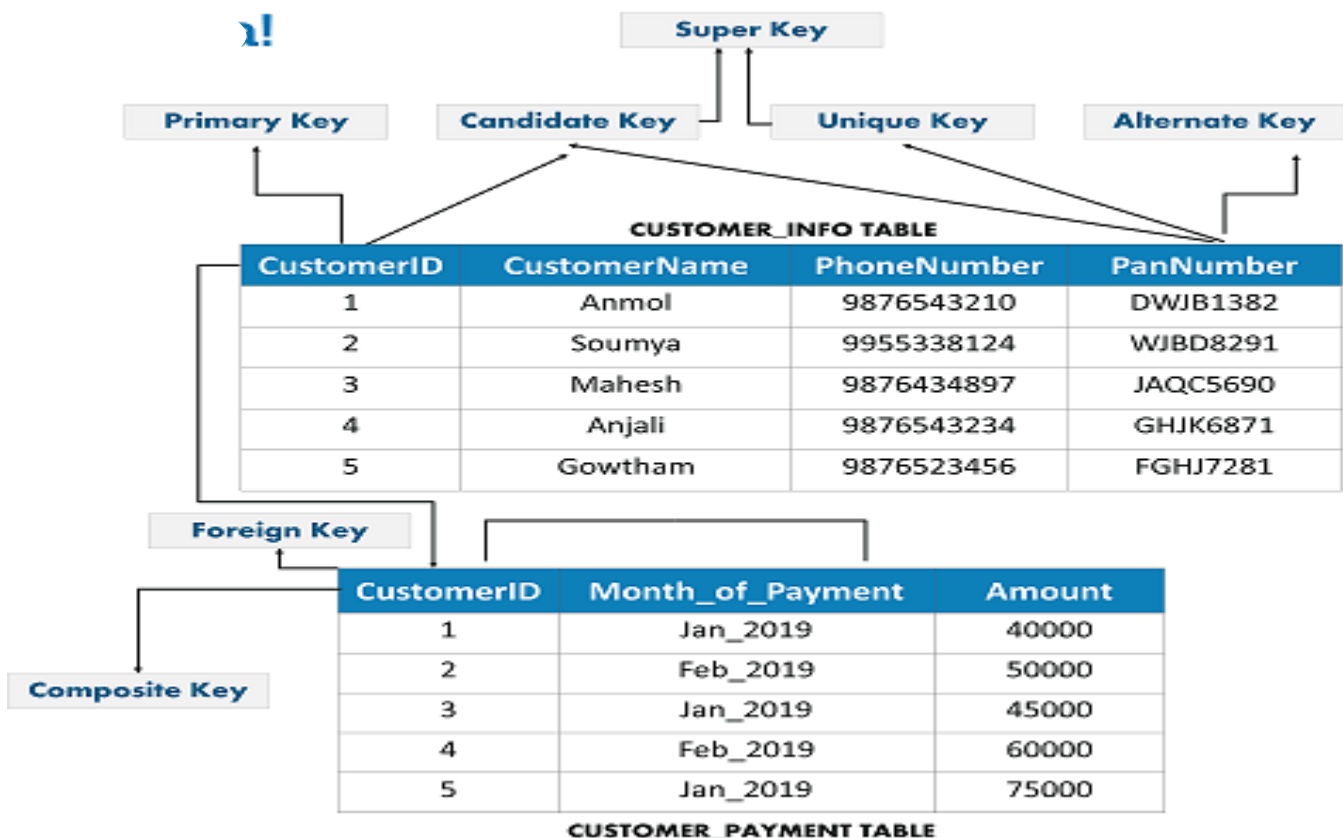 Super Key
Primary Key Candidate Key Unique Key Alternate Key
CUSTOMER_INFO TABLE
CustomerID CustomerName PhoneNumber PanNumber
1 Anmol 9876543210 DWJB1382
2 Soumya 9955338124 WJBD8291
3 Mahesh 9876434897 JAQC5690
4 Anjali 9876543234 GHJK6871
5 Gowtham 9876523456 FGHJ7281
Foreign Key
CustomerID Month_of_Payment Amount
1 Jan_2019 40000
2 Feb_2019 50000
Composite Key
3 Jan_2019 45000
4 Feb_2019 60000
5 Jan_2019 75000
CUSTOMER_PAYMENT TABLE